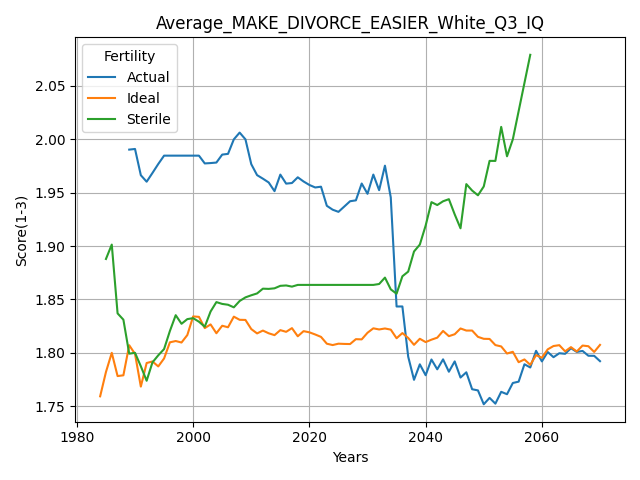 Average_MAKE_DIVORCE_EASIER_White_Q3_IQ
Fertility
Actual
Ideal
Sterile
Score(1-3)
2.05
2.00
1.95
1.90
1.85
1.80
1.75
1980
2000
2020
2040
2060
Years